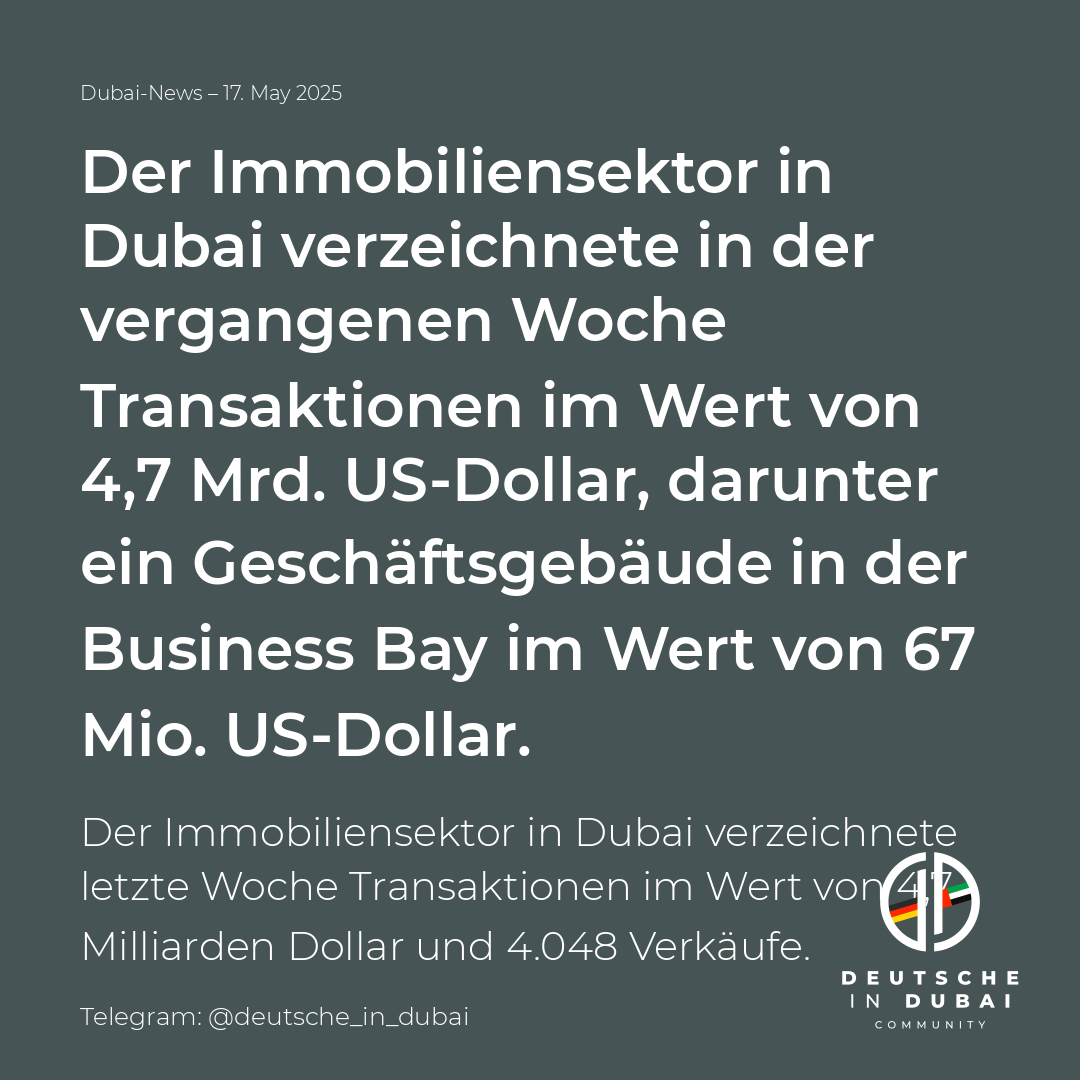 Dubai-News – 17. May 2025
Der Immobiliensektor in
Dubai verzeichnete in der
vergangenen Woche
Transaktionen im Wert von
4,7 Mrd. US-Dollar, darunter
ein Geschäftsgebäude in der
Business Bay im Wert von 67
Mio. US-Dollar.
Der Immobiliensektor in Dubai verzeichnete
letzte Woche Transaktionen im Wert von 4,7
Milliarden Dollar und 4.048 Verkäufe.
Telegram: @deutsche_in_dubai
DEUTSCHE
IN DUBAI
COMMUNITY